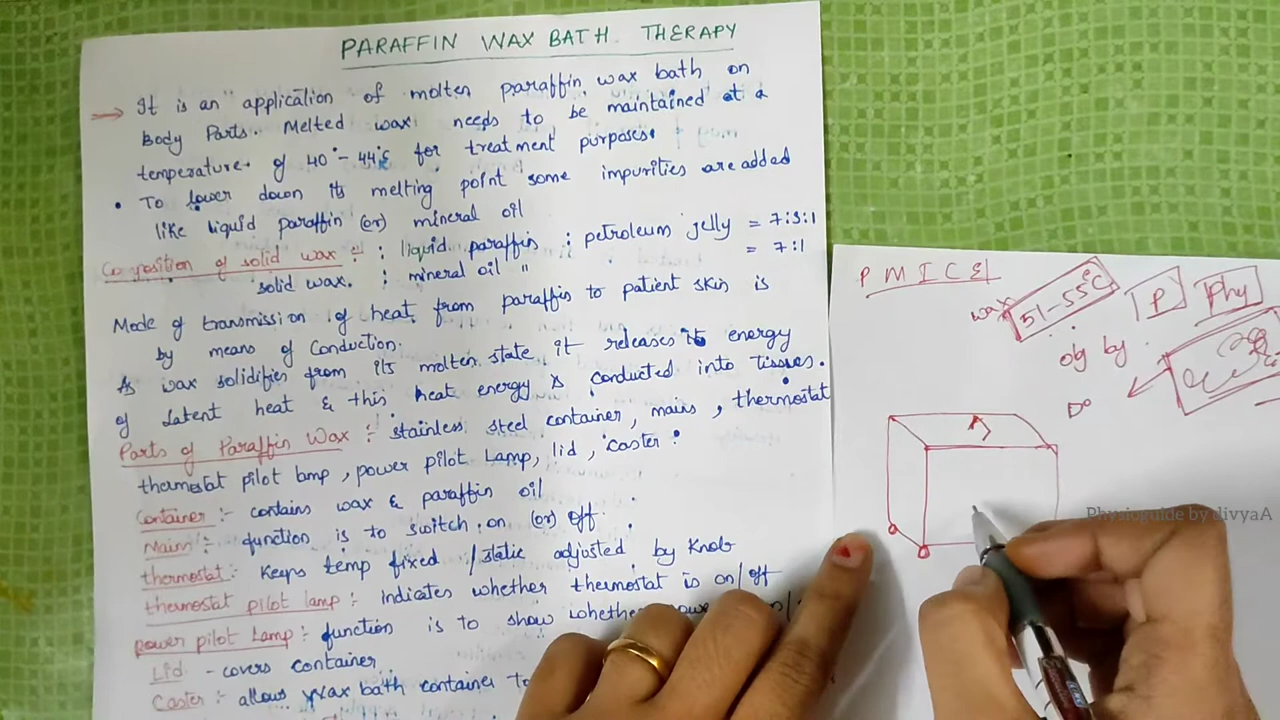 PARAFFIN WAX BATH THERAPY
It is an application of molten paraffin wax bath on
Body Parts. Melted wax needs to be maintained at a
temperature of 40°-44°c for treatment purposes.
• To lower down its melting point some impurities are added
like liquid paraffin (or) mineral oil
Composition of solid wax :- : liquid paraffin : petroleum jelly = 7:3:1
solid wax : mineral oil " = 7:1
Mode of transmission of heat from paraffin to patient skin is
by means of Conduction.
As wax solidifies from its molten state it releases its energy
of latent heat & this heat energy is conducted into tissues.
Parts of Paraffin Wax :- stainless steel container, mains, thermostat
thermostat pilot lamp, power pilot Lamp, lid, caster.
Container :- contains wax & paraffin oil
Main :- function is to switch on (or) off.
thermostat :- Keeps temp fixed /static adjusted by Knob
thermostat pilot lamp :- indicates whether thermostat is on/off
power pilot Lamp :- function is to show whether
Lid - covers container
Caster :- allows wax bath container to
PMICEL
wax 51-55°C P Phy
obj by
D°
Physioguide by divyaA